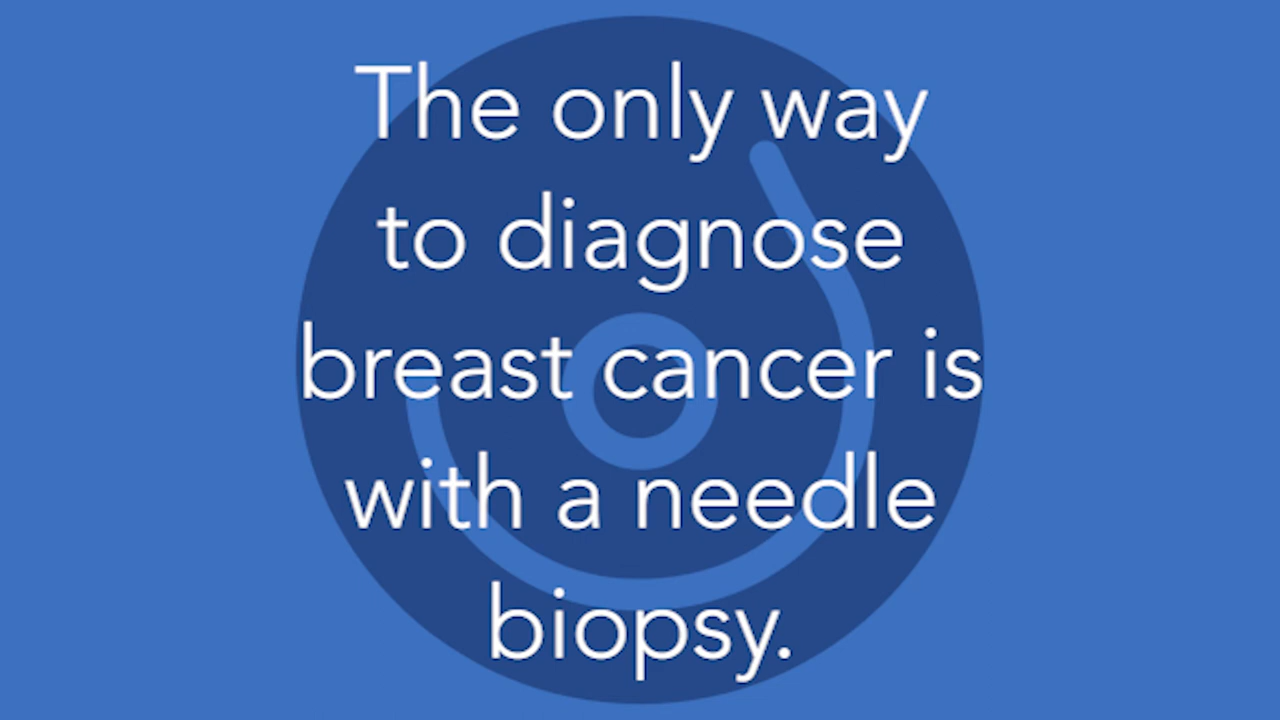 The only way
to diagnose
breast cancer is
with a needle
biopsy.